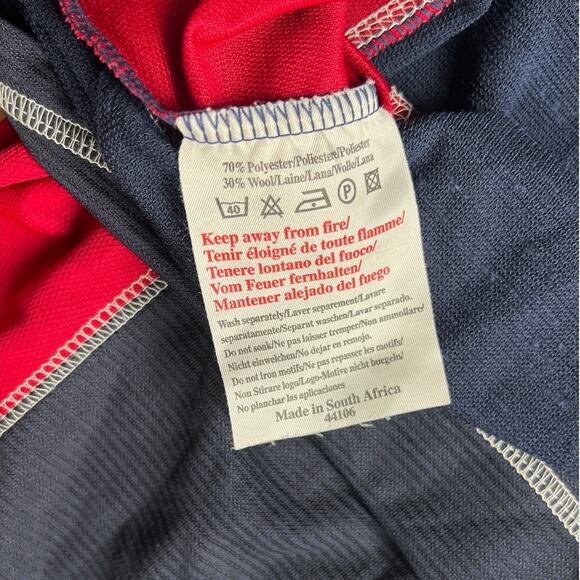 70% Polyester/Poliestere/Poliester
30% Wool/Laine/Lana/Wolle/Lana
40 P
Keep away from fire/
Tenir éloigné de toute flamme/
Tenere lontano del fuoco/
Vom Feuer fernhalten/
Mantener alejado del fuego
Wash separately/Laver separement/Lavare
separatamente/Separat waschen/Lavar separado.
Do not soak/Ne pas laisser tremper/Non ammollare/
Nicht einweichen/No dejar en remojo.
Do not iron motifs/Ne pas repasser les motifs/
Non Stirare logo/Logo-Motive nicht buegeln/
No planchar las aplicaciones
Made in South Africa
44106